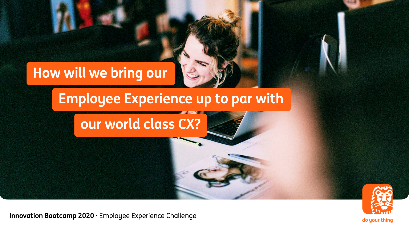 How will we bring our
Employee Experience up to par with
our world class CX?
Innovation Bootcamp 2020 - Employee Experience Challenge
do your thing